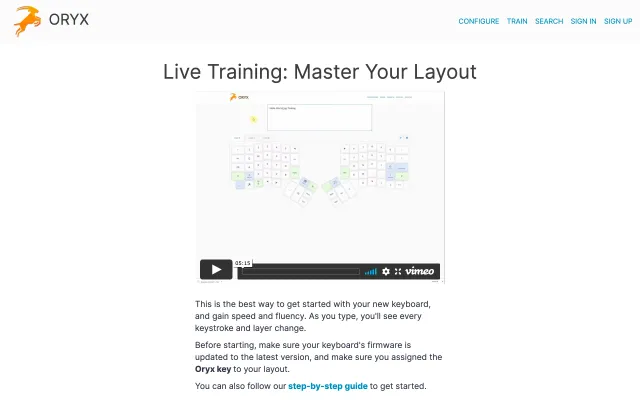 ORYX
CONFIGURE TRAIN SEARCH SIGN IN SIGN UP
Live Training: Master Your Layout
ORYX
05:15
vimeo
This is the best way to get started with your new keyboard,
and gain speed and fluency. As you type, you'll see every
keystroke and layer change.
Before starting, make sure your keyboard's firmware is
updated to the latest version, and make sure you assigned the
Oryx key to your layout.
You can also follow our step-by-step guide to get started.